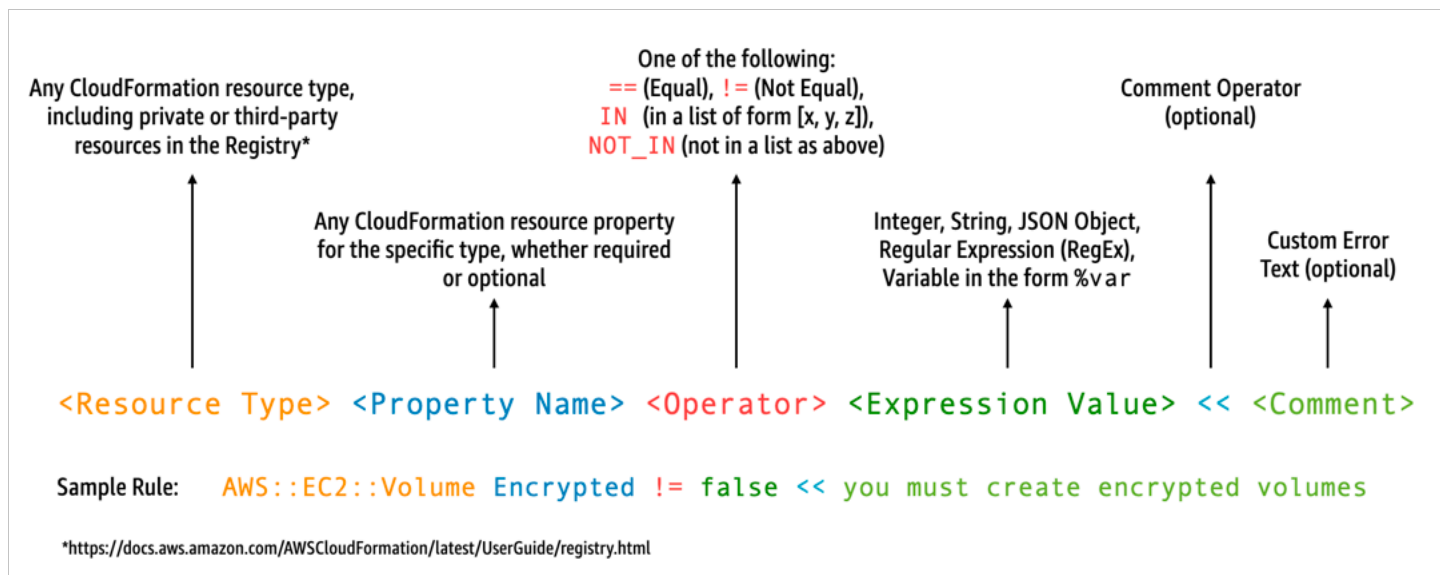 One of the following:
== (Equal), != (Not Equal),
IN (in a list of form [x, y, z]),
NOT_IN (not in a list as above)
Any CloudFormation resource type,
including private or third-party
resources in the Registry*
Comment Operator
(optional)
Any CloudFormation resource property
for the specific type, whether required
or optional
Integer, String, JSON Object,
Regular Expression (RegEx),
Variable in the form %var
Custom Error
Text (optional)
<Resource Type> <Property Name> <Operator> <Expression Value> << <Comment>
Sample Rule: AWS::EC2::Volume Encrypted != false << you must create encrypted volumes
*https://docs.aws.amazon.com/AWSCloudFormation/latest/UserGuide/registry.html